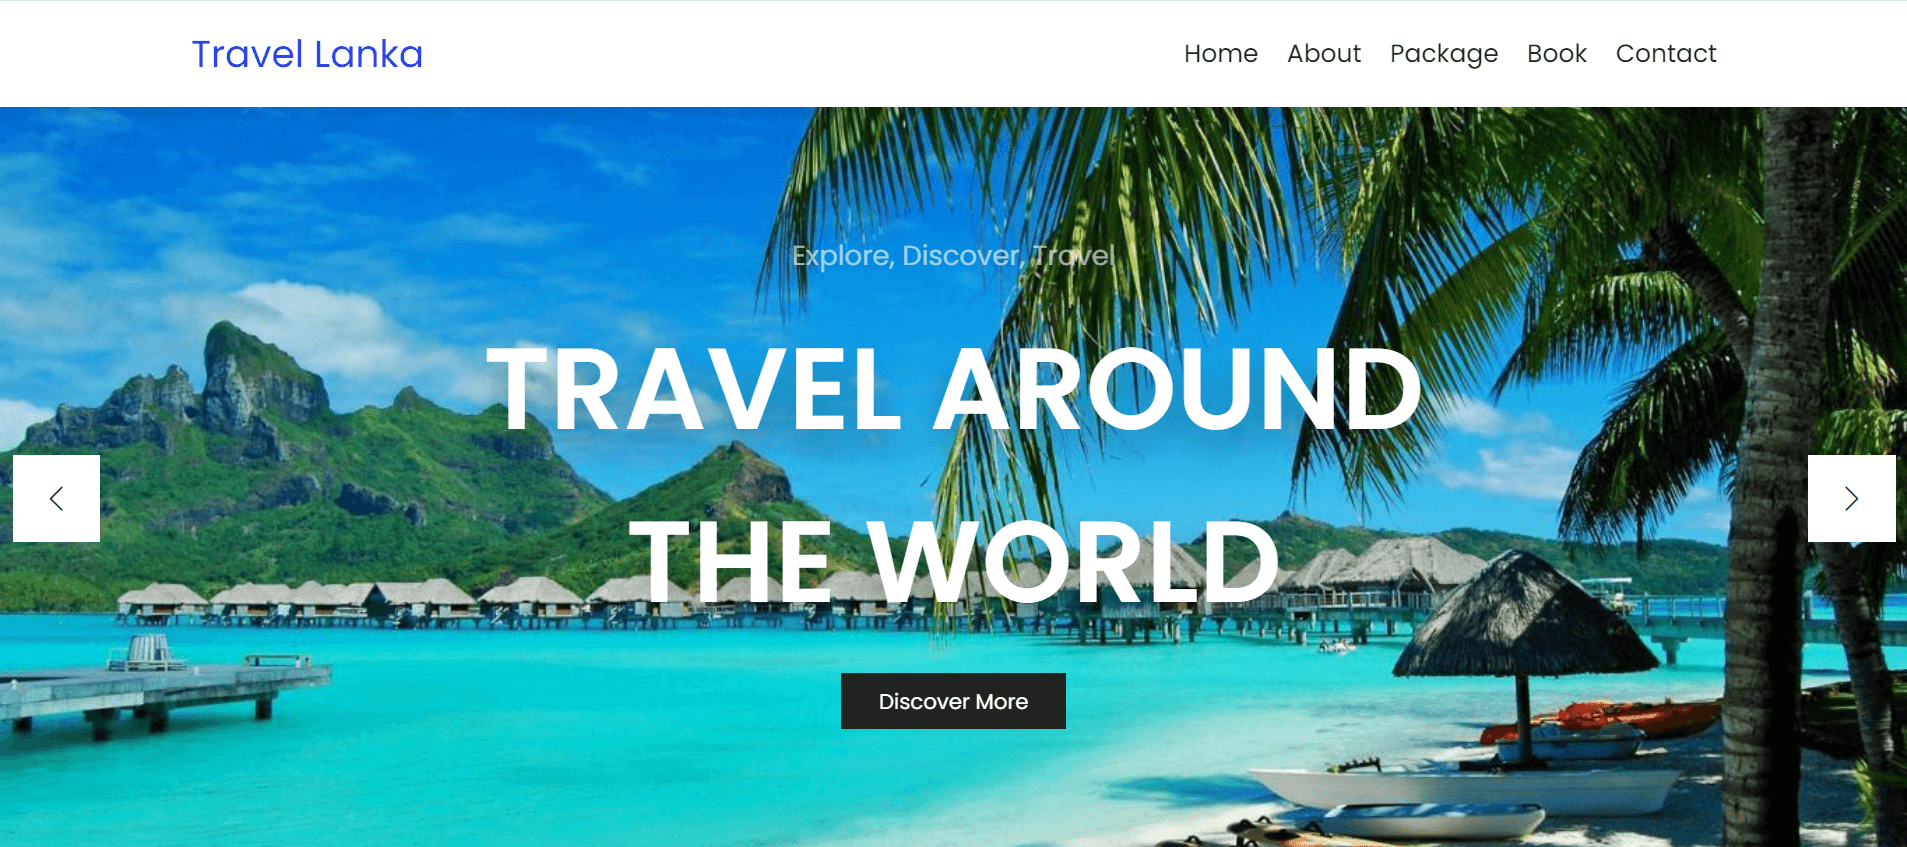 Travel Lanka
Home About Package Book Contact
Explore, Discover, Travel
TRAVEL AROUND
THE WORLD
Discover More